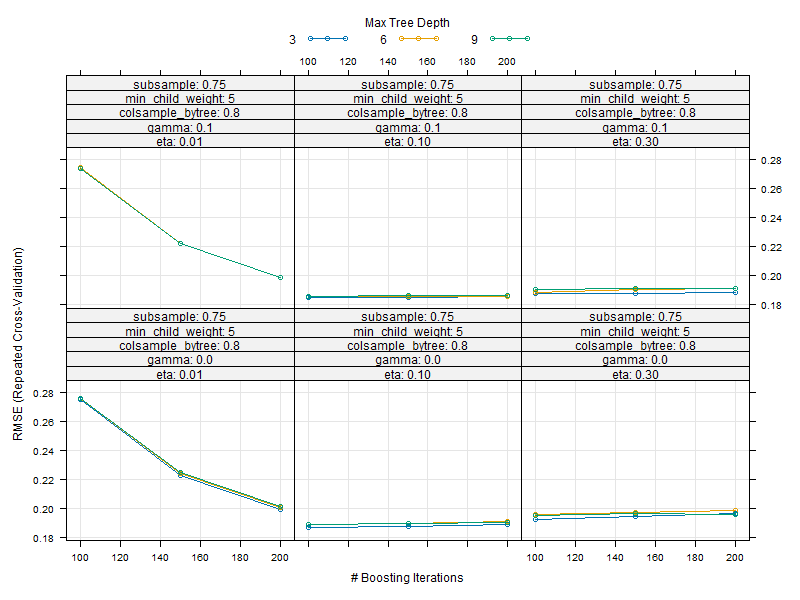 Max Tree Depth
3 6 9
100 120 140 160 180 200
subsample: 0.75 subsample: 0.75 subsample: 0.75
min_child_weight: 5 min_child_weight: 5 min_child_weight: 5
colsample_bytree: 0.8 colsample_bytree: 0.8 colsample_bytree: 0.8
gamma: 0.1 gamma: 0.1 gamma: 0.1
eta: 0.01 eta: 0.10 eta: 0.30
0.28
0.26
0.24
0.22
0.20
0.18
subsample: 0.75 subsample: 0.75 subsample: 0.75
min_child_weight: 5 min_child_weight: 5 min_child_weight: 5
colsample_bytree: 0.8 colsample_bytree: 0.8 colsample_bytree: 0.8
gamma: 0.0 gamma: 0.0 gamma: 0.0
eta: 0.01 eta: 0.10 eta: 0.30
RMSE (Repeated Cross-Validation)
0.28
0.26
0.24
0.22
0.20
0.18
100 120 140 160 180 200 100 120 140 160 180 200
# Boosting Iterations